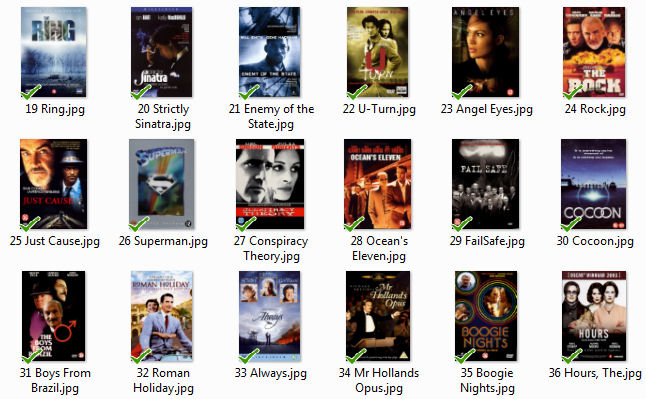 RING
Sinatra
19 Ring.jpg
20 Strictly
Sinatra.jpg
WILL SMITH GENE HACKMAN
ENEMY OF THE STATE
21 Enemy of the
State.jpg
U TURN
22 U-Turn.jpg
ANGEL EYES
23 Angel Eyes.jpg
THE ROCK
24 Rock.jpg
JUST CAUSE
25 Just Cause.jpg
SUPERMAN
26 Superman.jpg
GIBSON ROBERTS
CONSPIRACY
THEORY
27 Conspiracy
Theory.jpg
OCEAN'S ELEVEN
28 Ocean's
Eleven.jpg
FAIL SAFE
29 FailSafe.jpg
COCOON
30 Cocoon.jpg
THE
BOYS
FROM
BRAZIL
31 Boys From
Brazil.jpg
ROMAN HOLIDAY
32 Roman
Holiday.jpg
Always
33 Always.jpg
Mr
Holland's
Opus
34 Mr Hollands
Opus.jpg
BOOGIE
NIGHTS
35 Boogie
Nights.jpg
THE
HOURS
36 Hours, The.jpg